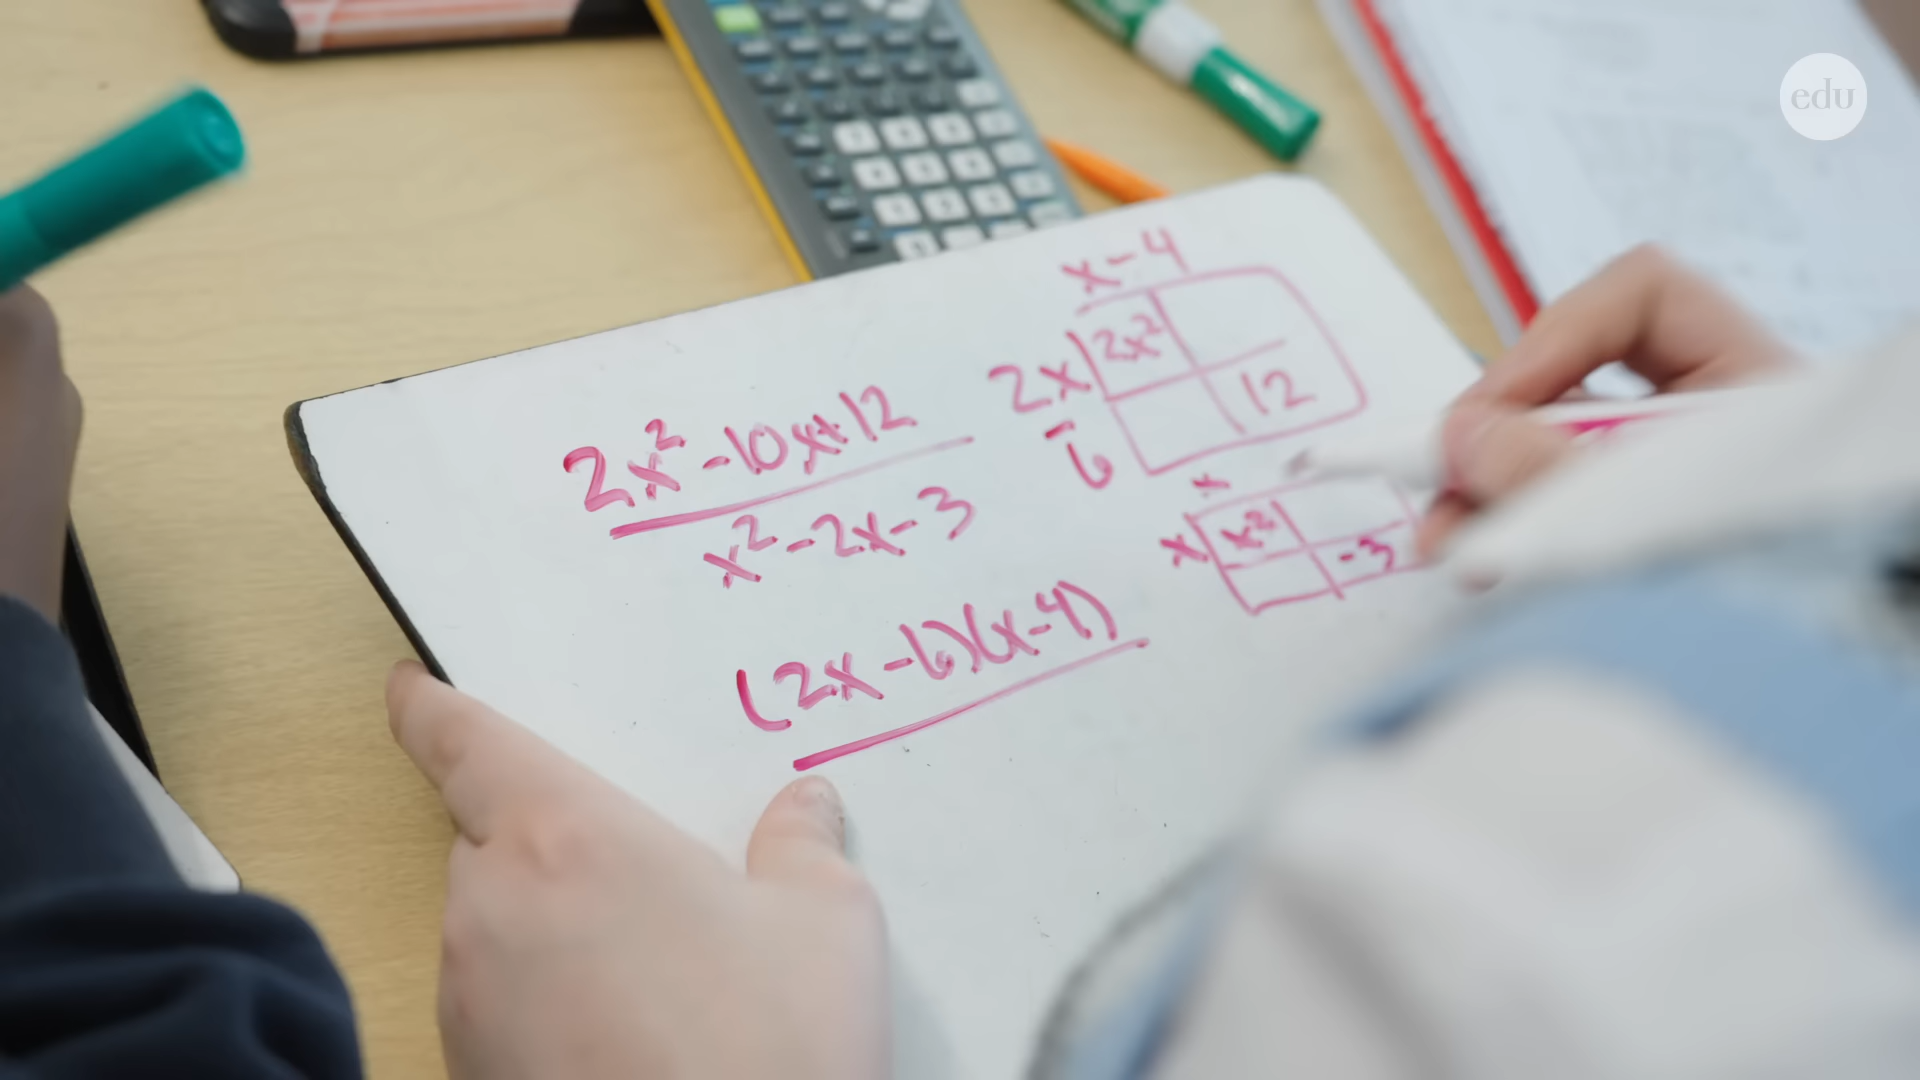 edu
x-4
2x² 
2x
12
-
6
2x²-10x+12
x²-2x-3
x
x²
x
-3
(2x-6)(x-4)